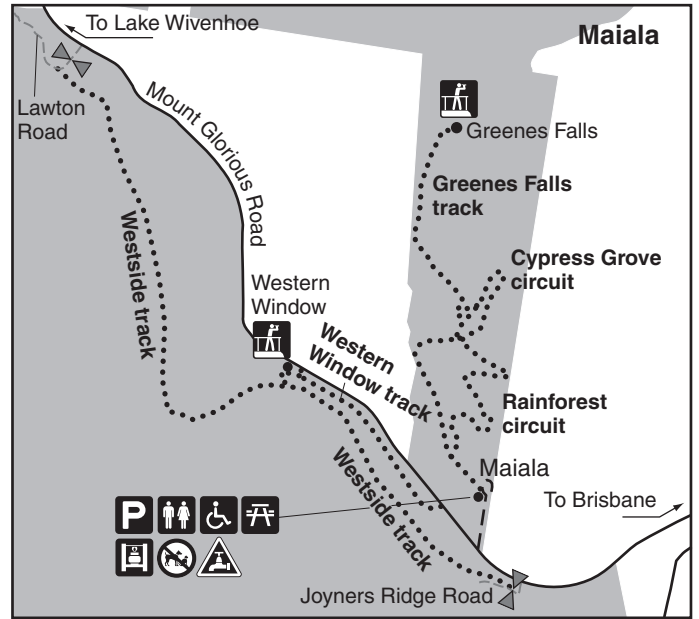 To Lake Wivenhoe
Maiala
Lawton
Road
Mount Glorious Road
Greenes Falls
Greenes Falls
track
Westside track
Cypress Grove
circuit
Western
Window
Western
Window track
Rainforest
circuit
Westside track
Maiala
P
To Brisbane
Joyners Ridge Road